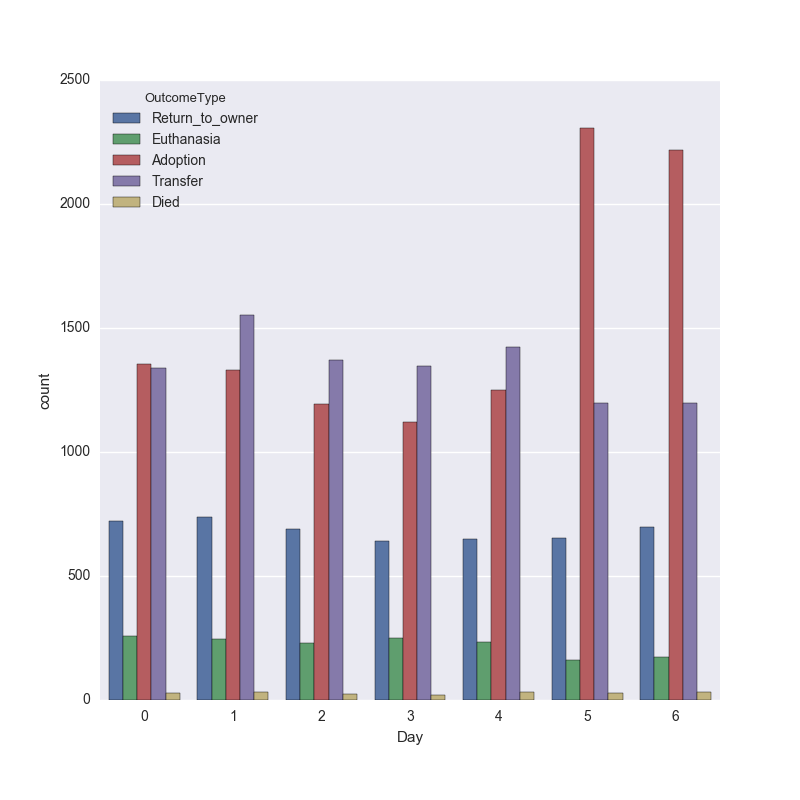 2500
OutcomeType
Return_to_owner
Euthanasia
Adoption
Transfer
Died
2000
1500
1000
500
0
count
0 1 2 3 4 5 6
Day